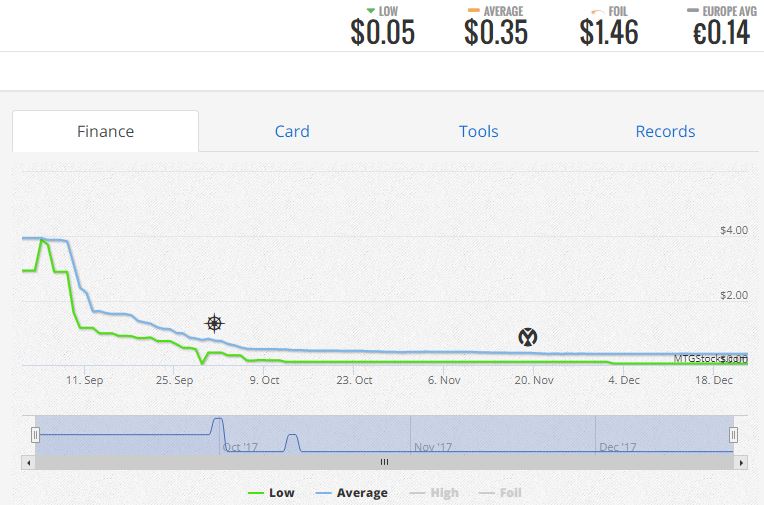 LOW AVERAGE FOIL EUROPE AVG
$0.05 $0.35 $1.46 €0.14
Finance Card Tools Records
$4.00
$2.00
MTGStocks.com $0.00
11. Sep 25. Sep 9. Oct 23. Oct 6. Nov 20. Nov 4. Dec 18. Dec
Oct '17 Nov '17 Dec '17
Low Average High Foil